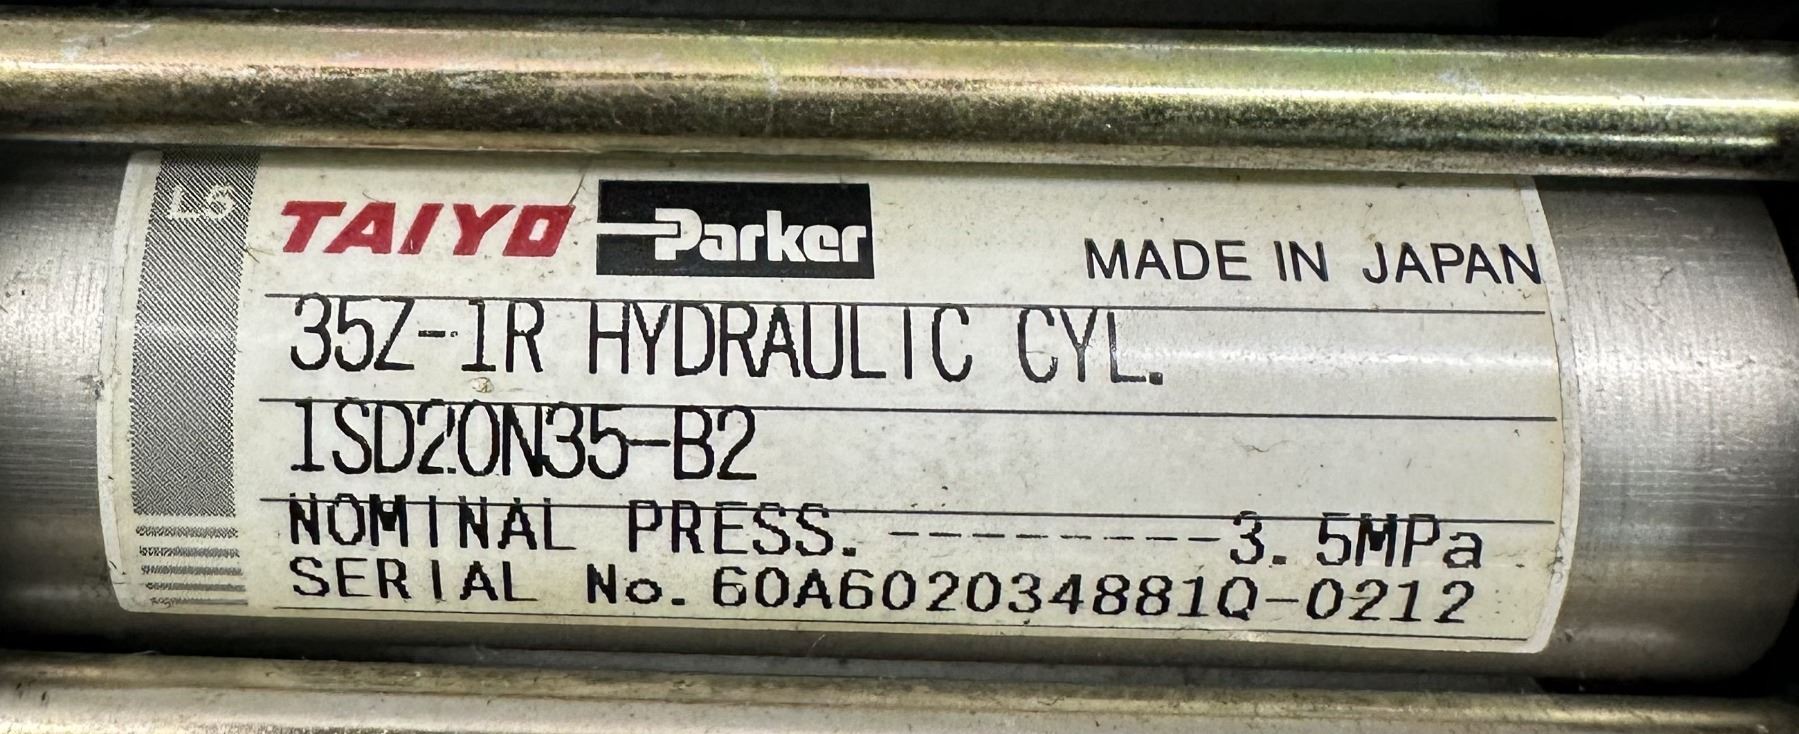 L6
TAIYO Parker
MADE IN JAPAN
35Z-1R HYDRAULIC CYL.
1SD20N35-B2
NOMINAL PRESS. ---------3. 5MPa
SERIAL No. 60A602034881Q-0212